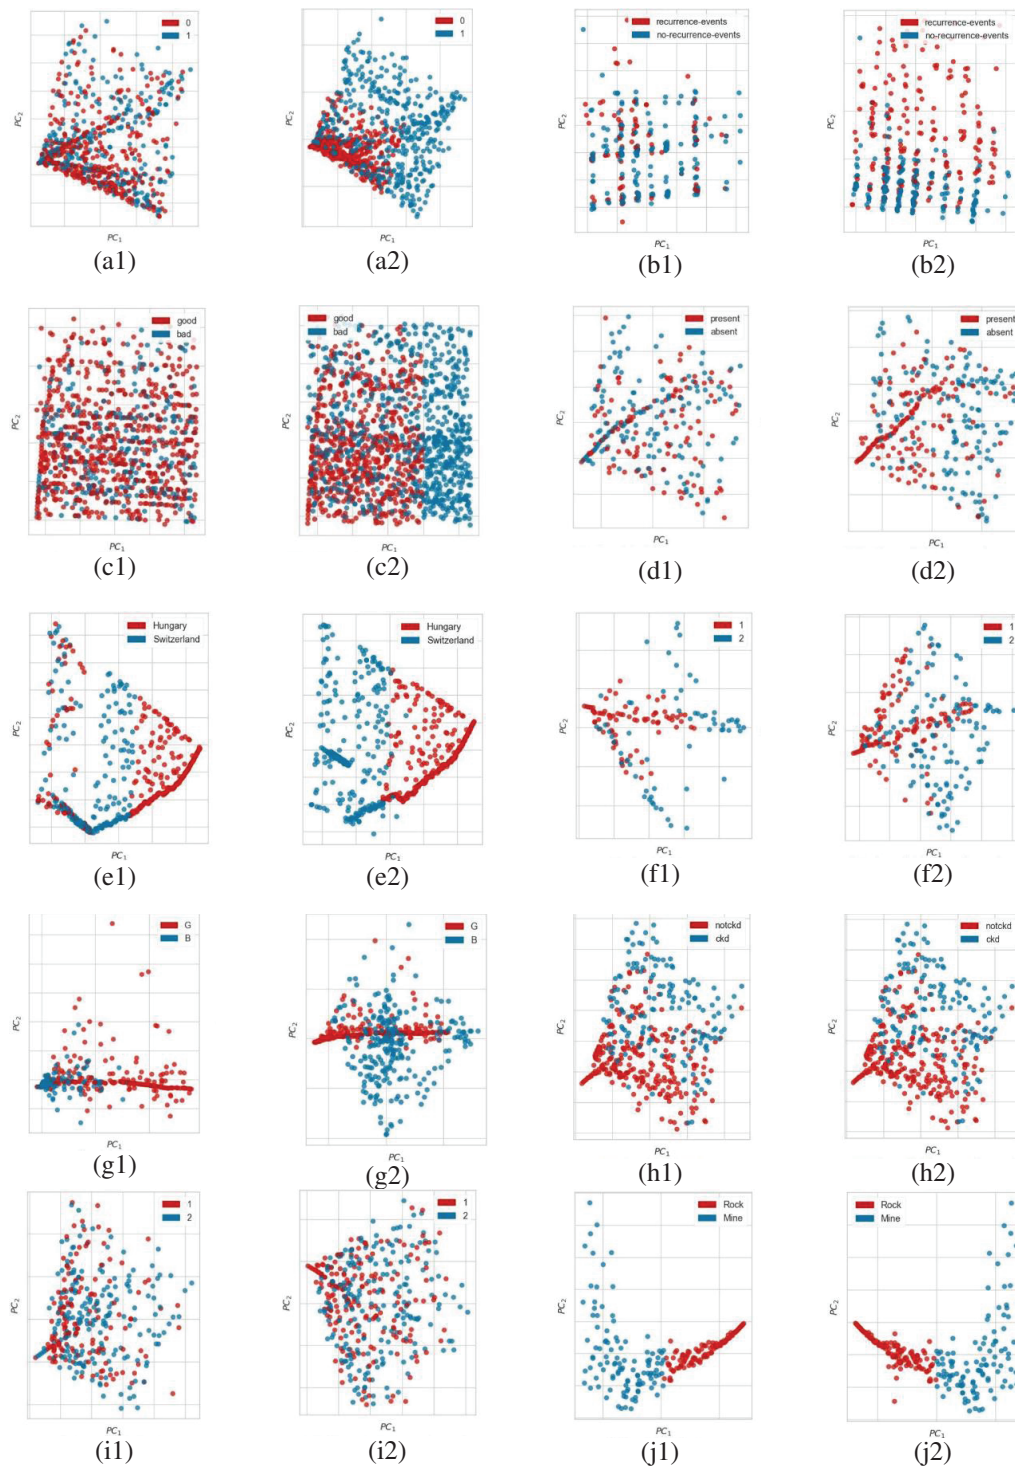 0
1
PC2
PC1
(a1)
0
1
PC2
PC1
(a2)
recurrence-events
no-recurrence-events
PC2
PC1
(b1)
recurrence-events
no-recurrence-events
PC2
PC1
(b2)
good
bad
PC2
PC1
(c1)
good
bad
PC2
PC1
(c2)
present
absent
PC2
PC1
(d1)
present
absent
PC2
PC1
(d2)
Hungary
Switzerland
PC2
PC1
(e1)
Hungary
Switzerland
PC2
PC1
(e2)
1
2
PC2
PC1
(f1)
1
2
PC2
PC1
(f2)
G
B
PC2
PC1
(g1)
G
B
PC2
PC1
(g2)
notckd
ckd
PC2
PC1
(h1)
notckd
ckd
PC2
PC1
(h2)
1
2
PC2
PC1
(i1)
1
2
PC2
PC1
(i2)
Rock
Mine
PC2
PC1
(j1)
Rock
Mine
PC2
PC1
(j2)